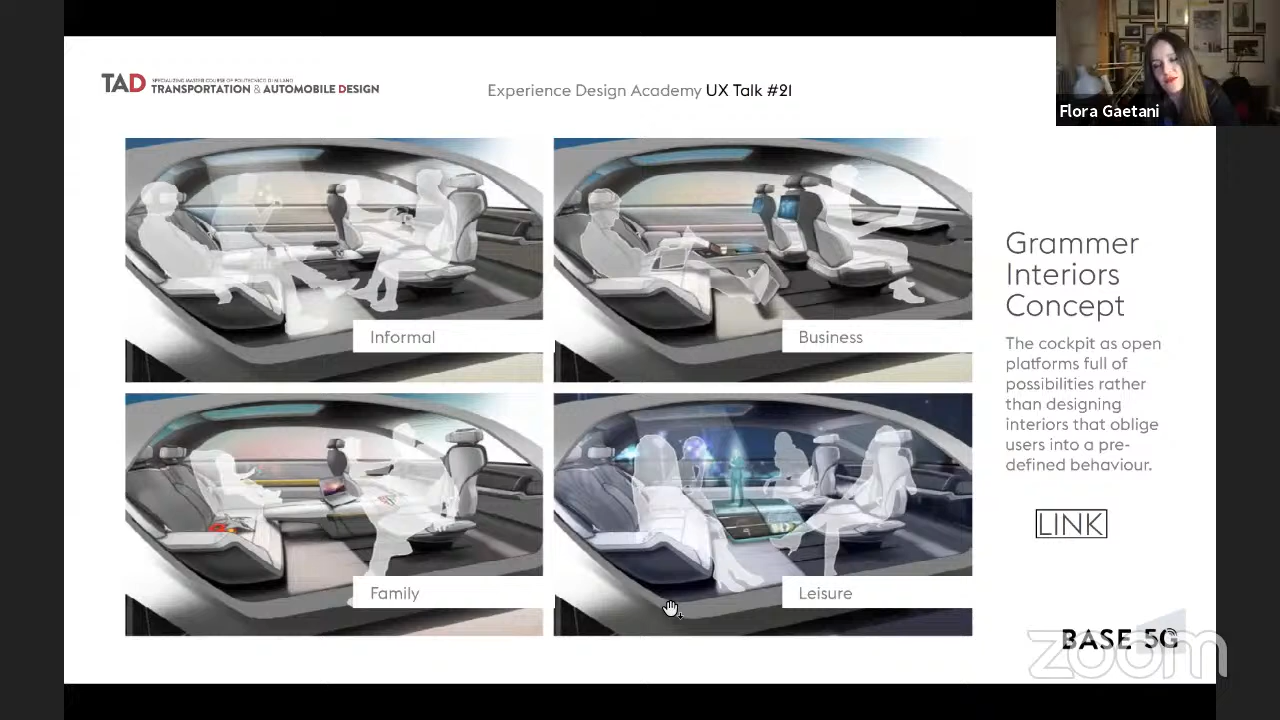 TAD
SPECIALIZING MASTER COURSE OF POLITECNICO DI MILANO
TRANSPORTATION & AUTOMOBILE DESIGN
Experience Design Academy UX Talk #21
Flora Gaetani
Informal
Business
Family
Leisure
Grammer
Interiors
Concept
The cockpit as open
platforms full of
possibilities rather
than designing
interiors that oblige
users into a pre-
defined behaviour.
LINK
BASE 5G
zoom